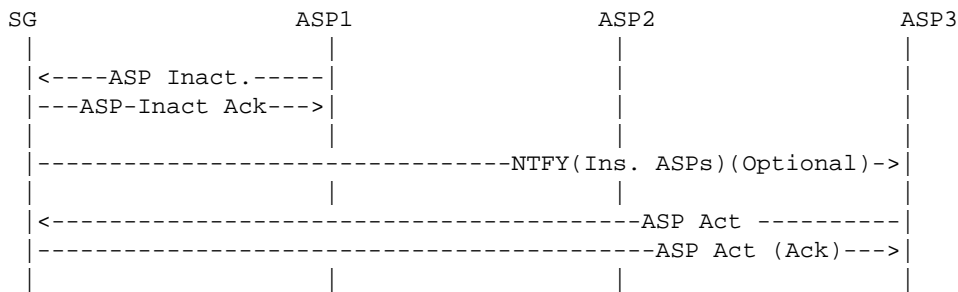 SG ASP1 ASP2 ASP3
| | | |
|<----ASP Inact.-----| | |
|---ASP-Inact Ack--->| | |
| | | |
|---------------------------------NTFY(Ins. ASPs)(Optional)->|
| | | |
|<-----------------------------------------ASP Act ----------|
|-------------------------------------------ASP Act (Ack)--->|
| | | |